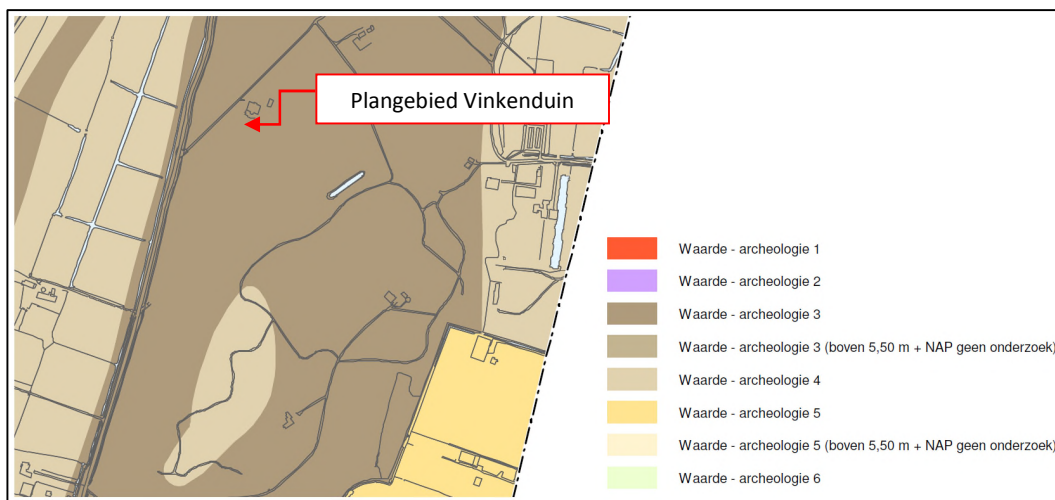 Plangebied Vinkenduin
Waarde - archeologie 1
Waarde - archeologie 2
Waarde - archeologie 3
Waarde - archeologie 3 (boven 5,50 m + NAP geen onderzoek)
Waarde - archeologie 4
Waarde - archeologie 5
Waarde - archeologie 5 (boven 5,50 m + NAP geen onderzoek)
Waarde - archeologie 6